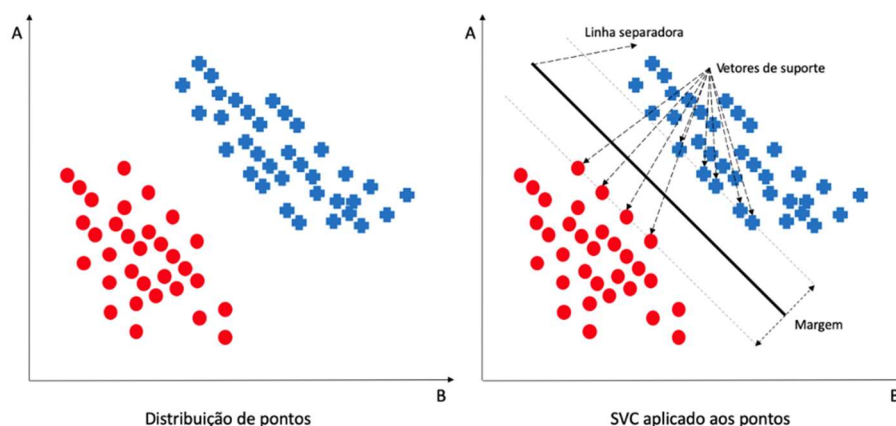 A
B
Distribuição de pontos
A
Linha separadora
Vetores de suporte
Margem
B
SVC aplicado aos pontos